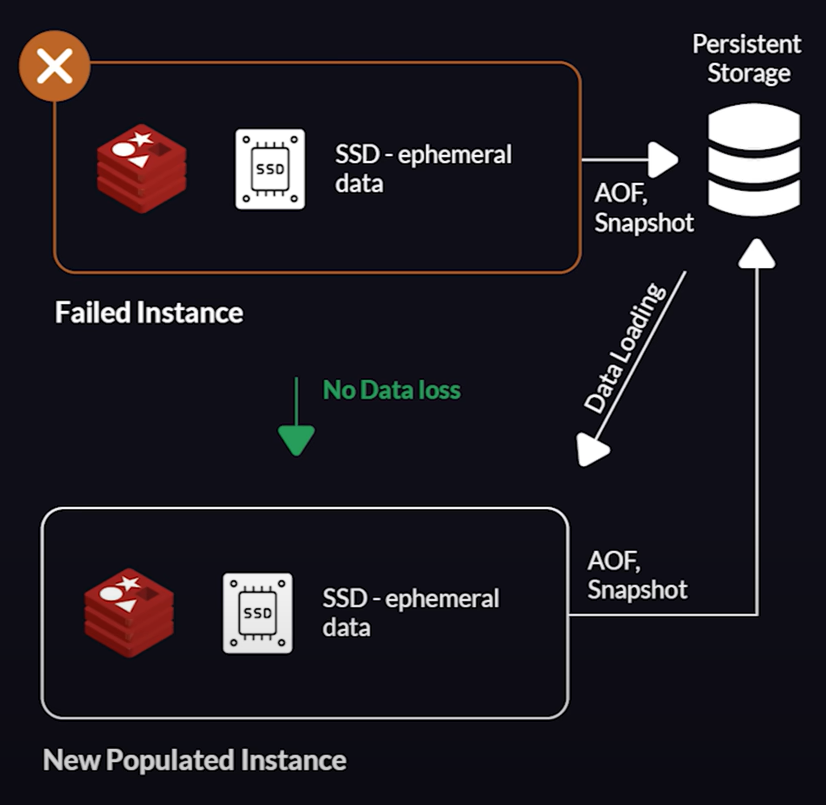 Persistent
Storage
SSD
SSD - ephemeral
data
AOF,
Snapshot
Failed Instance
Data Loading
No Data loss
SSD
SSD - ephemeral
data
AOF,
Snapshot
New Populated Instance